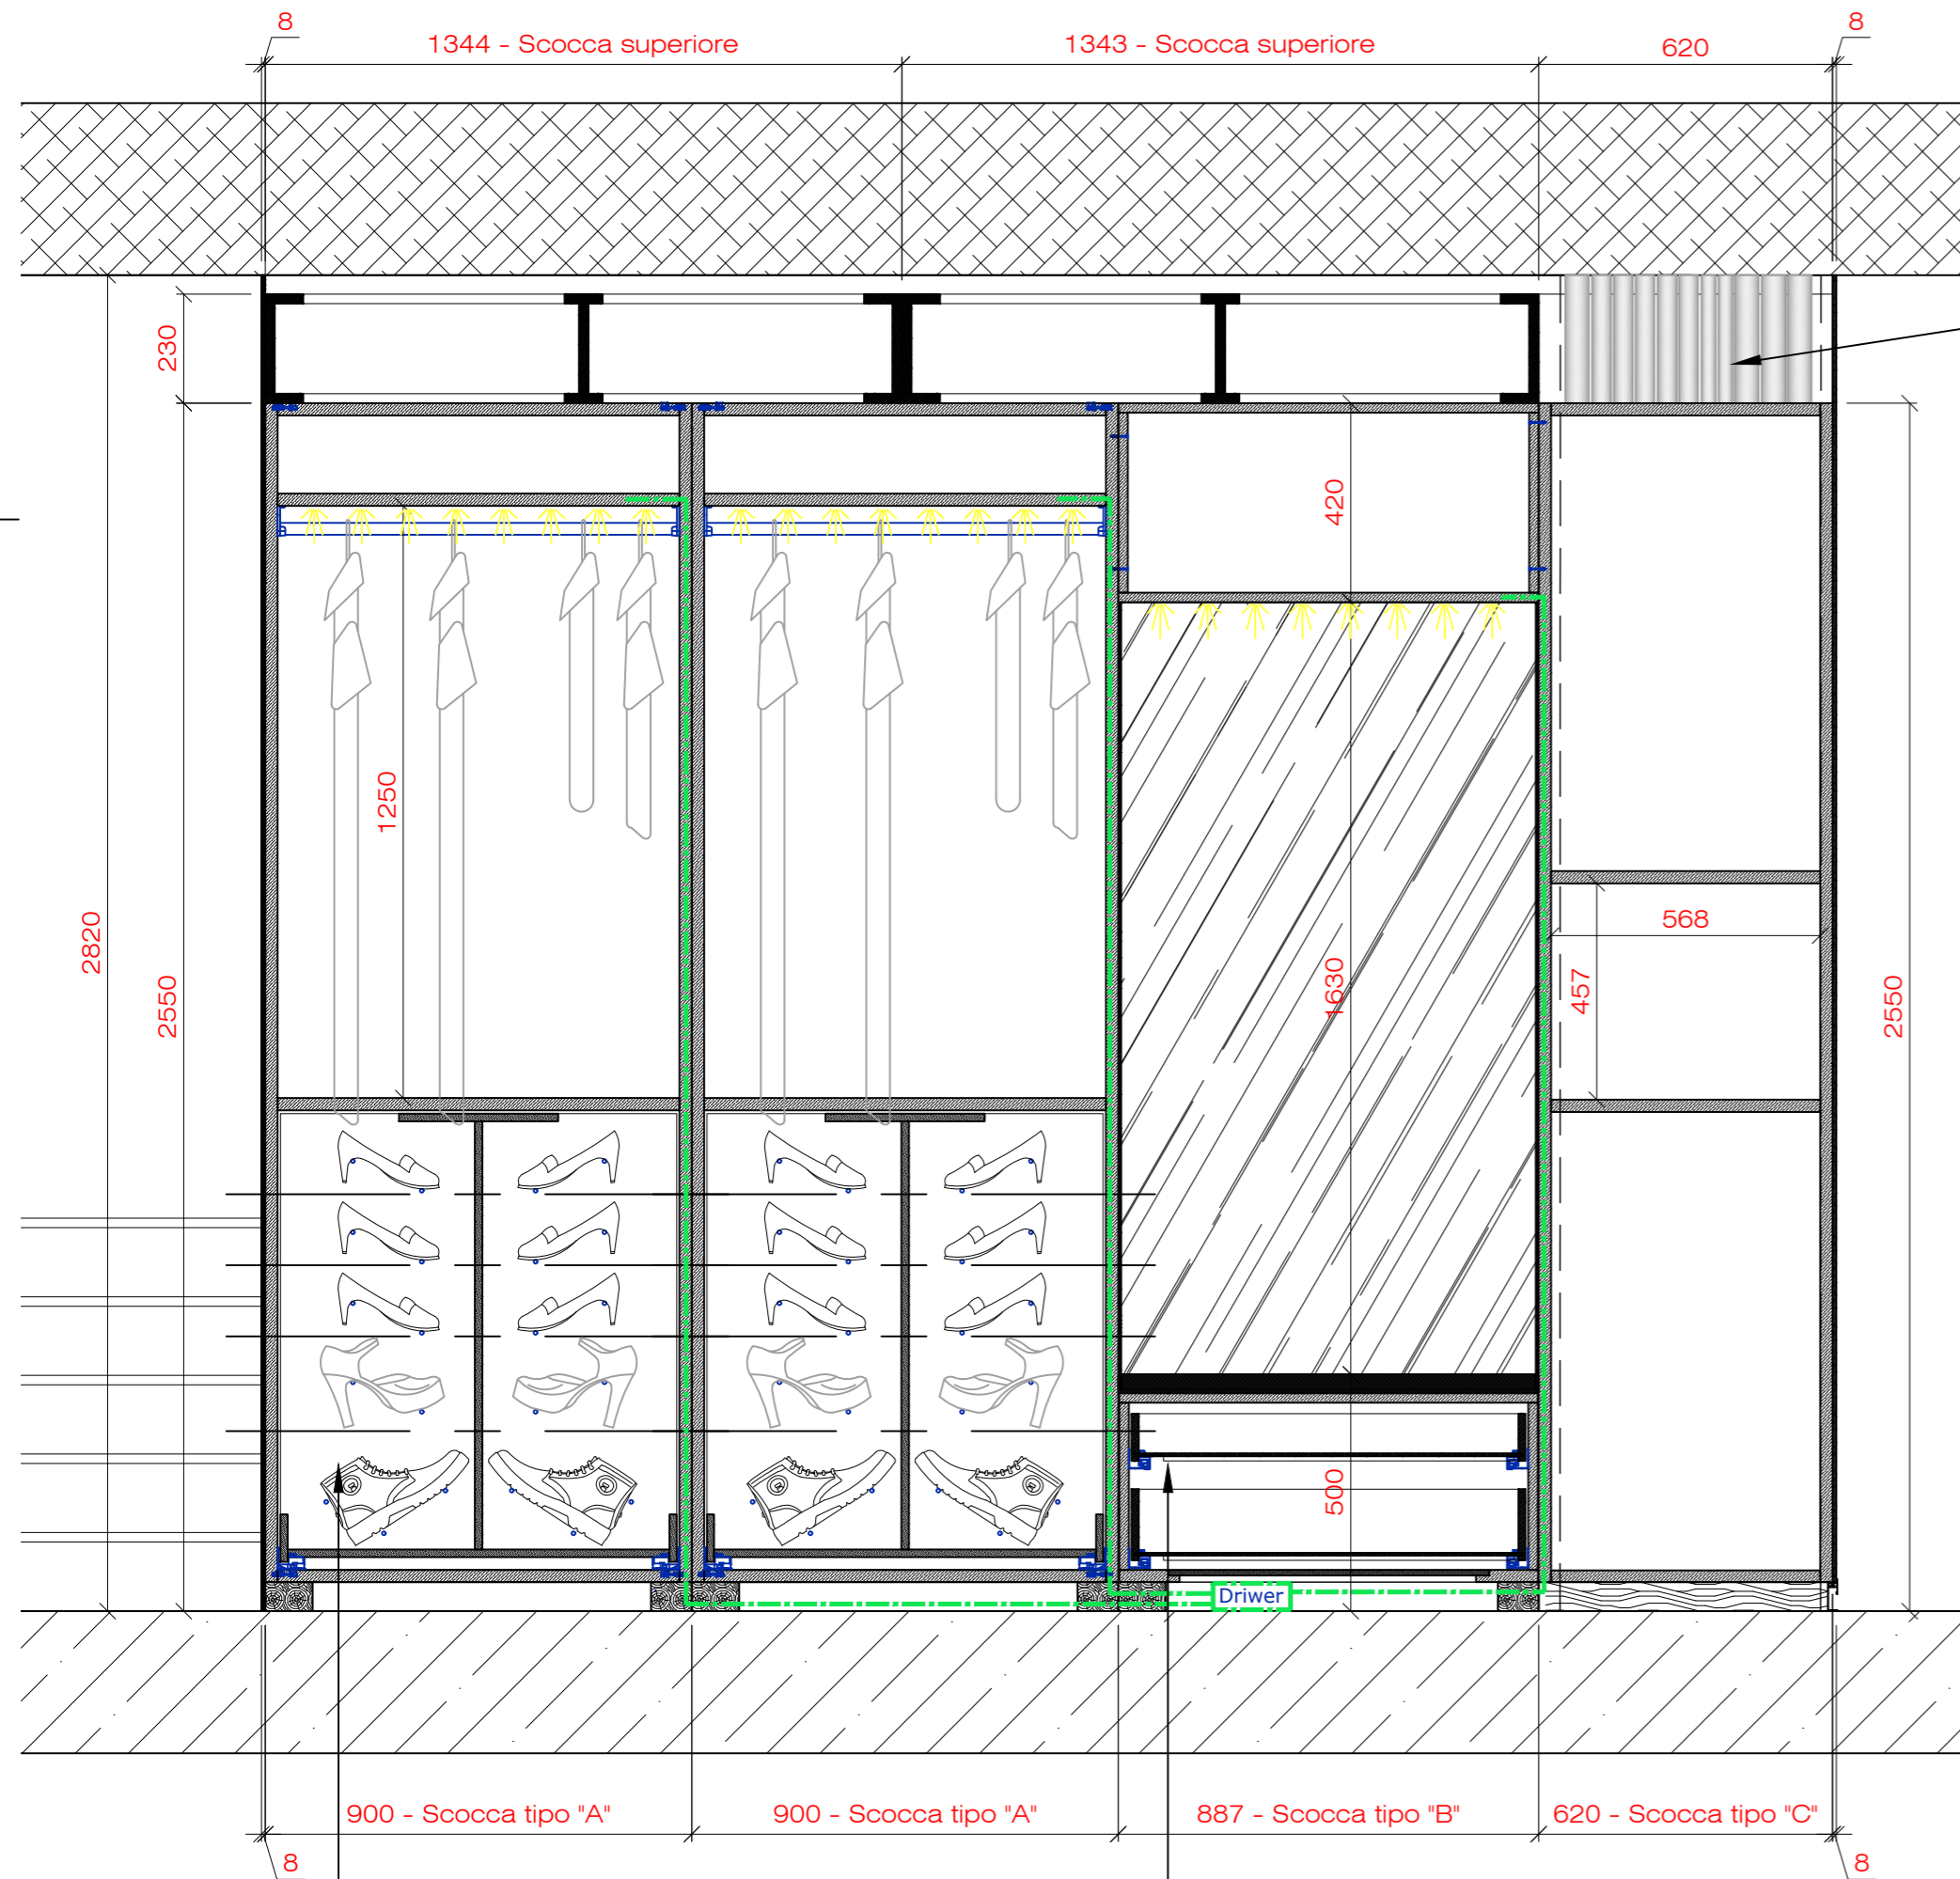 8
8
1344 - Scocca superiore
1343 - Scocca superiore
620
230
420
1250
2820
568
457
1630
2550
2550
500
Driwer
900 - Scocca tipo "A"
900 - Scocca tipo "A"
887 - Scocca tipo "B"
620 - Scocca tipo "C"
8
8